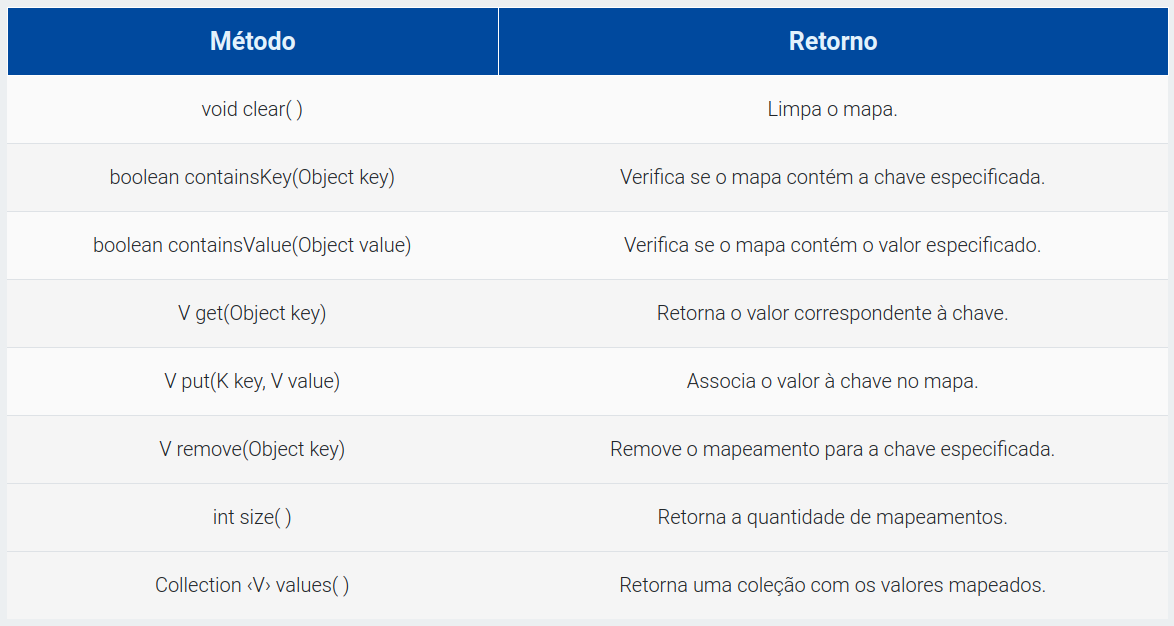 Método Retorno
void clear( ) Limpa o mapa.
boolean containsKey(Object key) Verifica se o mapa contém a chave especificada.
boolean containsValue(Object value) Verifica se o mapa contém o valor especificado.
V get(Object key) Retorna o valor correspondente à chave.
V put(K key, V value) Associa o valor à chave no mapa.
V remove(Object key) Remove o mapeamento para a chave especificada.
int size( ) Retorna a quantidade de mapeamentos.
Collection ‹V› values( ) Retorna uma coleção com os valores mapeados.